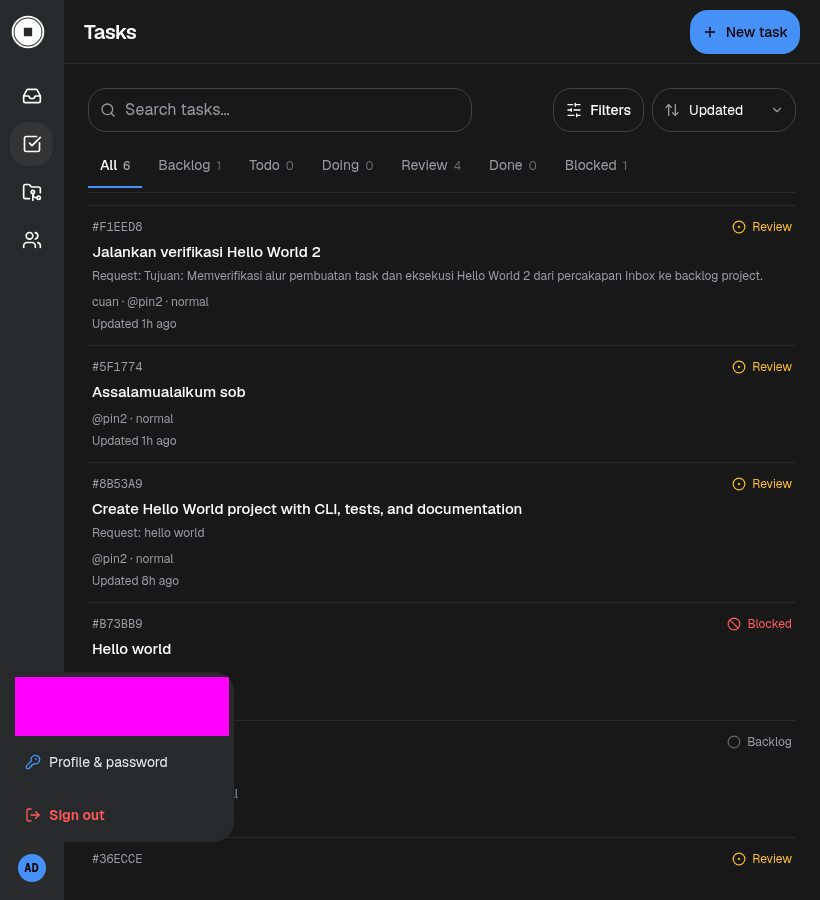 Tasks
New task
Search tasks...
Filters
Updated
All 6
Backlog 1
Todo 0
Doing 0
Review 4
Done 0
Blocked 1
#F1EED8
Review
Jalankan verifikasi Hello World 2
Request: Tujuan: Memverifikasi alur pembuatan task dan eksekusi Hello World 2 dari percakapan Inbox ke backlog project.
cuan · @pin2 · normal
Updated 1h ago
#5F1774
Review
Assalamualaikum sob
@pin2 · normal
Updated 1h ago
#8B53A9
Review
Create Hello World project with CLI, tests, and documentation
Request: hello world
@pin2 · normal
Updated 8h ago
#B73BB9
Blocked
Hello world
Backlog
Profile & password
Sign out
#36ECCE
Review
AD